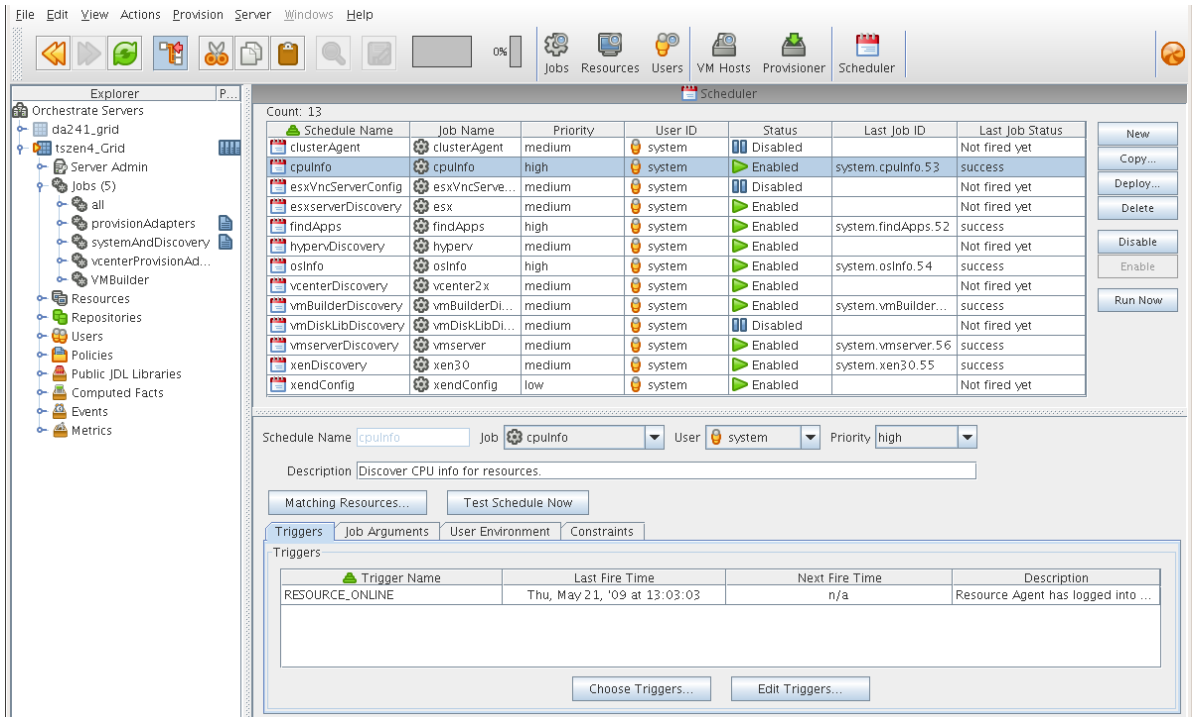 File Edit View Actions Provision Server Windows Help
0% Jobs Resources Users VM Hosts Provisioner Scheduler
Explorer P...
Orchestrate Servers
da241_grid
tszen4_Grid
Server Admin
Jobs (5)
all
provisionAdapters
systemAndDiscovery
vcenterProvisionAd...
VMBuilder
Resources
Repositories
Users
Policies
Public JDL Libraries
Computed Facts
Events
Metrics
Scheduler
Count: 13
Schedule Name Job Name Priority User ID Status Last Job ID Last Job Status
clusterAgent clusterAgent medium system Disabled Not fired yet
cpuInfo cpuInfo high system Enabled system.cpuInfo.53 success
esxVncServerConfig esxVncServe... medium system Disabled Not fired yet
esxserverDiscovery esx medium system Enabled Not fired yet
findApps findApps high system Enabled system.findApps.52 success
hypervDiscovery hyperv medium system Enabled Not fired yet
osInfo osInfo high system Enabled system.osInfo.54 success
vcenterDiscovery vcenter2x medium system Enabled Not fired yet
vmBuilderDiscovery vmBuilderDi... medium system Enabled system.vmBuilder... success
vmDiskLibDiscovery vmDiskLibDi... medium system Disabled Not fired yet
vmserverDiscovery vmserver medium system Enabled system.vmserver.56 success
xenDiscovery xen30 medium system Enabled system.xen30.55 success
xendConfig xendConfig low system Enabled Not fired yet
New
Copy...
Deploy...
Delete
Disable
Enable
Run Now
Schedule Name cpuInfo Job cpuInfo User system Priority high
Description Discover CPU info for resources.
Matching Resources... Test Schedule Now
Triggers Job Arguments User Environment Constraints
Triggers
Trigger Name Last Fire Time Next Fire Time Description
RESOURCE_ONLINE Thu, May 21, '09 at 13:03:03 n/a Resource Agent has logged into ...
Choose Triggers... Edit Triggers...